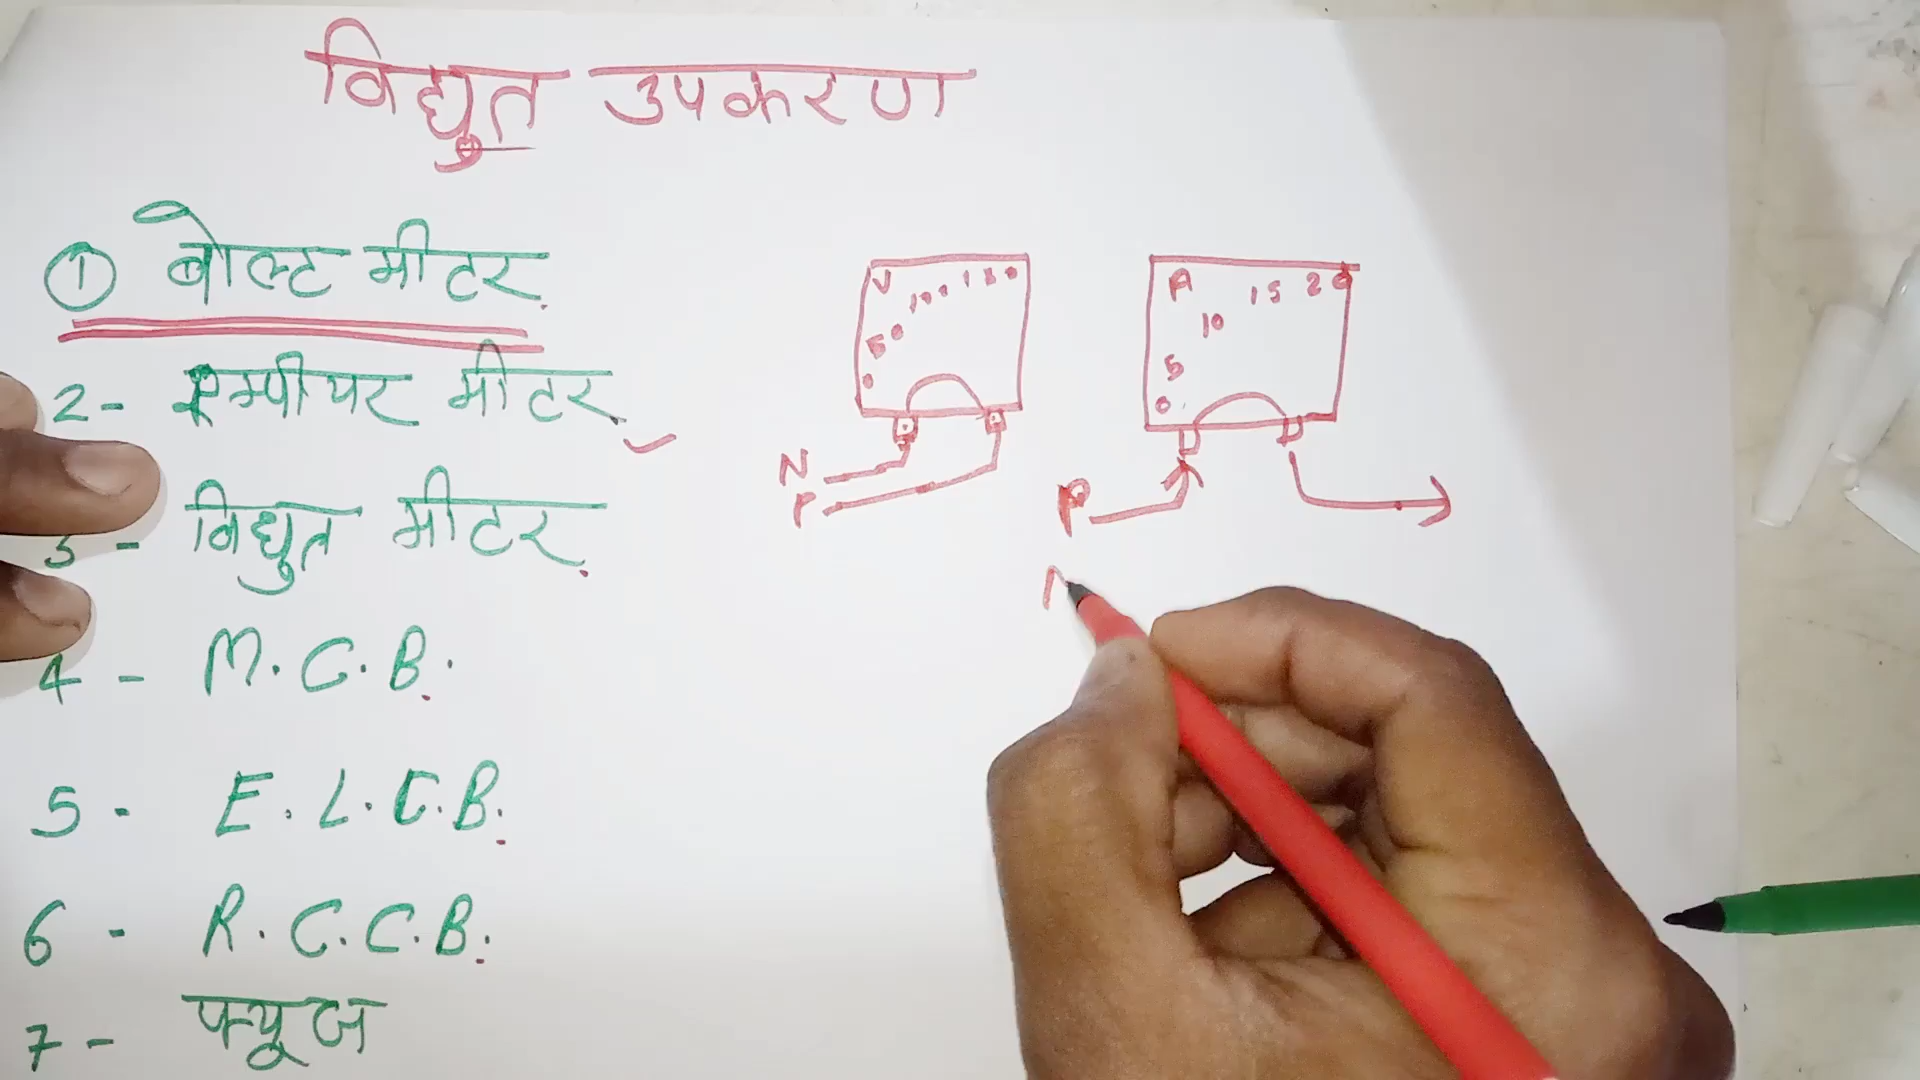 विद्युत उपकरण
① बोल्ट मीटर
2- एम्पीयर मीटर
3- विद्युत मीटर
4- M.C.B.
5- E.L.C.B.
6- R.C.C.B.
7- फ्यूज
V
0
50
100
150
N
P
A
0
5
10
15
20
P